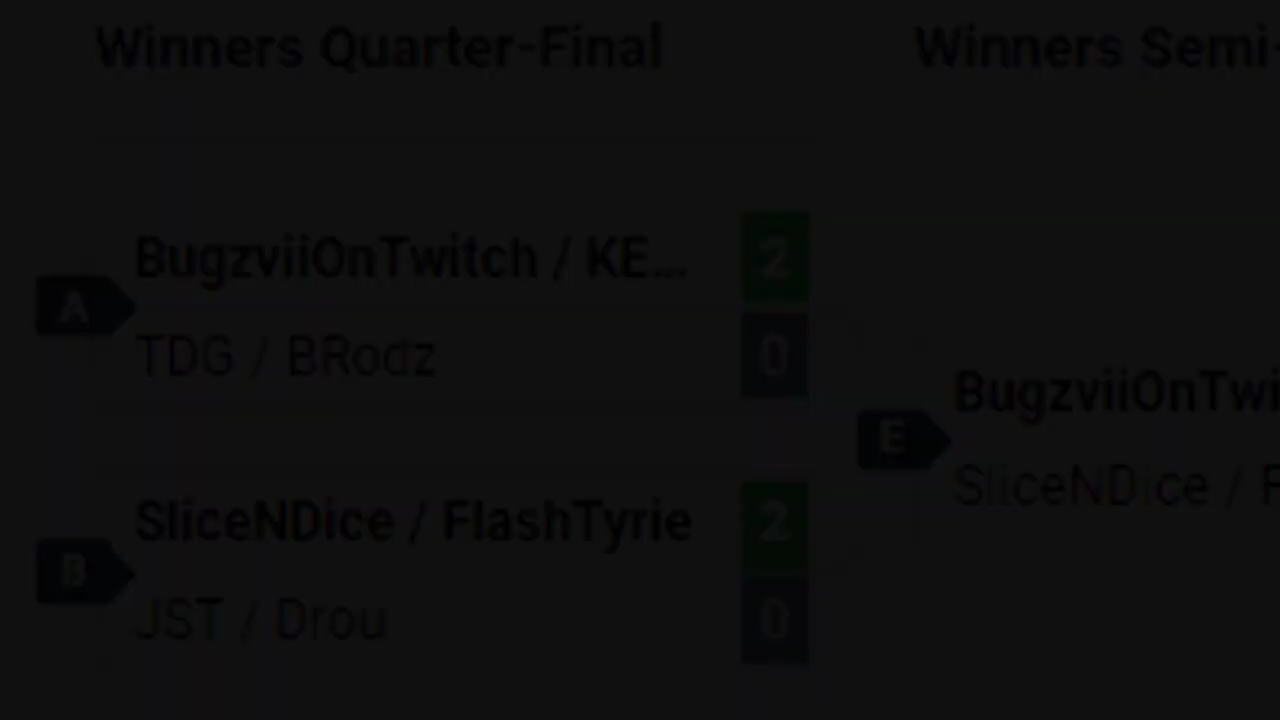 Winners Quarter-Final
Winners Semi-
BugzviiOnTwitch / KE...
2
A
TDG / BRodz
0
BugzviiOnTwi
E
SliceNDice / F
SliceNDice / FlashTyrie
2
B
JST / Drou
0